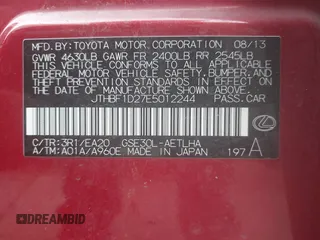 MFD. BY: TOYOTA MOTOR CORPORATION 08/13
GVWR 4630LB GAWR FR 2400LB RR 2545LB
THIS VEHICLE CONFORMS TO ALL APPLICABLE
FEDERAL MOTOR VEHICLE SAFETY, BUMPER, AND
THEFT PREVENTION STANDARDS IN EFFECT ON
THE DATE OF MANUFACTURE SHOWN ABOVE.
JTHBF1D27E5012244 PASS. CAR
C/TR: 3R1/EA20 GSE30L-AETLHA
A/TM: A01A/A960E MADE IN JAPAN 197A
DREAMBID